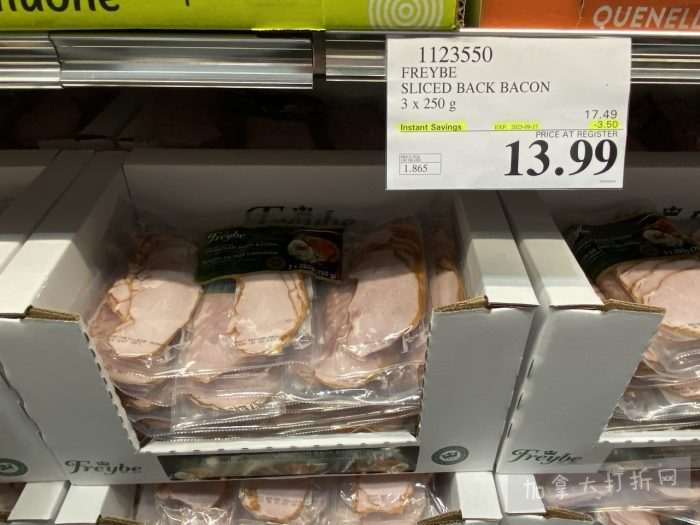 QUENELL
1123550
FREYBE
SLICED BACK BACON
3 x 250 g
17.49
Instant Savings
-3.50
PRICE AT REGISTER
13.99
1.865
Freybe
Freybe
Freybe
Freybe
加拿大打折网